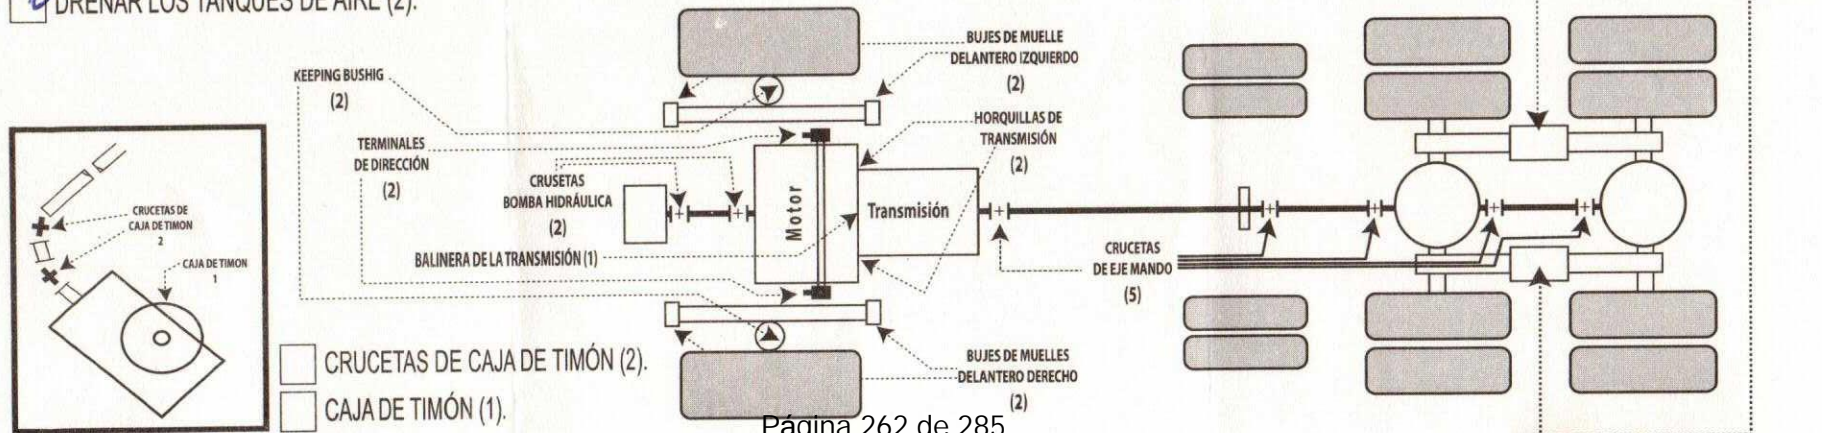 DRENAR LOS TANQUES DE AIRE (2).
KEEPING BUSHIG
(2)
TERMINALES
DE DIRECCIÓN
(2)
CRUSETAS
BOMBA HIDRÁULICA
(2)
BALINERA DE LA TRANSMISIÓN (1)
Motor
Transmisión
BUJES DE MUELLE
DELANTERO IZQUIERDO
(2)
HORQUILLAS DE
TRANSMISIÓN
(2)
CRUCETAS
DE EJE MANDO
(5)
BUJES DE MUELLES
DELANTERO DERECHO
(2)
CRUCETAS DE
CAJA DE TIMON
2
CAJA DE TIMON
1
CRUCETAS DE CAJA DE TIMÓN (2).
CAJA DE TIMÓN (1).
Página 262 de 285